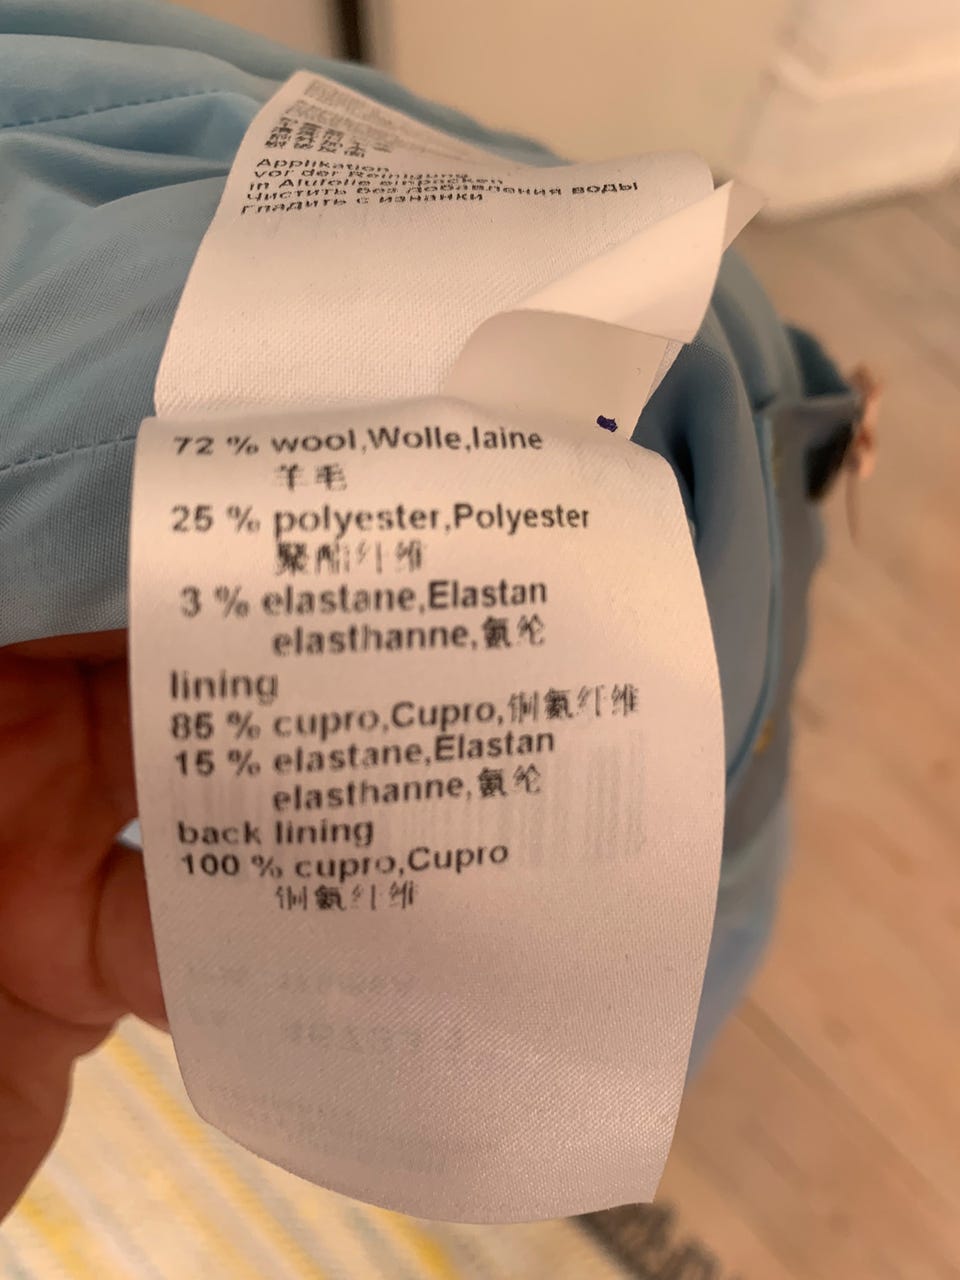 Applikation
vor der Reinigung
in Alufolie einpacken
Чистить без добавления воды
гладить с изнанки
72 % wool,Wolle,laine
羊毛
25 % polyester,Polyester
聚酯纤维
3 % elastane,Elastan
elasthanne,氨纶
lining
85 % cupro,Cupro,铜氨纤维
15 % elastane,Elastan
elasthanne,氨纶
back lining
100 % cupro,Cupro
铜氨纤维